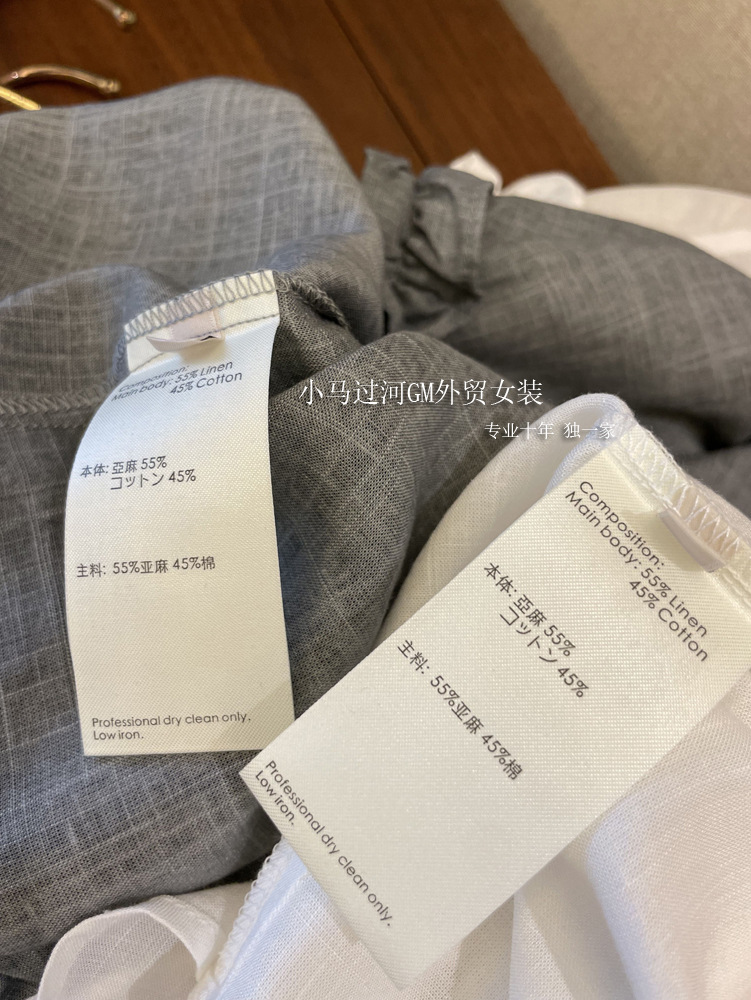 Composition:
Main body: 55% Linen
45% Cotton
本体: 亞麻 55%
コットン 45%
主料: 55%亚麻 45%棉
Professional dry clean only,
Low iron.
小马过河GM外贸女装
专业十年 独一家
Composition:
Main body: 55% Linen
45% Cotton
本体: 亞麻 55%
コットン 45%
主料: 55%亚麻 45%棉
Professional dry clean only,
Low iron.